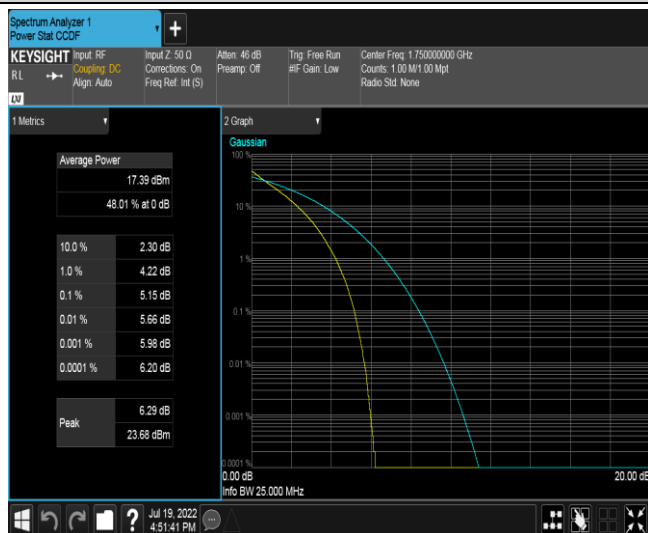 Spectrum Analyzer 1
Power Stat CCDF
+
KEYSIGHT
RL
LXI
Input: RF
Coupling: DC
Align: Auto
Input Z: 50 Ω
Corrections: On
Freq Ref: Int (S)
Atten: 46 dB
Preamp: Off
Trig: Free Run
#IF Gain: Low
Center Freq: 1.750000000 GHz
Counts: 1.00 M/1.00 Mpt
Radio Std: None
1 Metrics
Average Power
17.39 dBm
48.01 % at 0 dB
10.0 % 2.30 dB
1.0 % 4.22 dB
0.1 % 5.15 dB
0.01 % 5.66 dB
0.001 % 5.98 dB
0.0001 % 6.20 dB
Peak
6.29 dB
23.68 dBm
2 Graph
Gaussian
100 %
10 %
1 %
0.1 %
0.01 %
0.001 %
0.0001 %
0.00 dB 20.00 dB
Info BW 25.000 MHz
?
Jul 19, 2022
4:51:41 PM